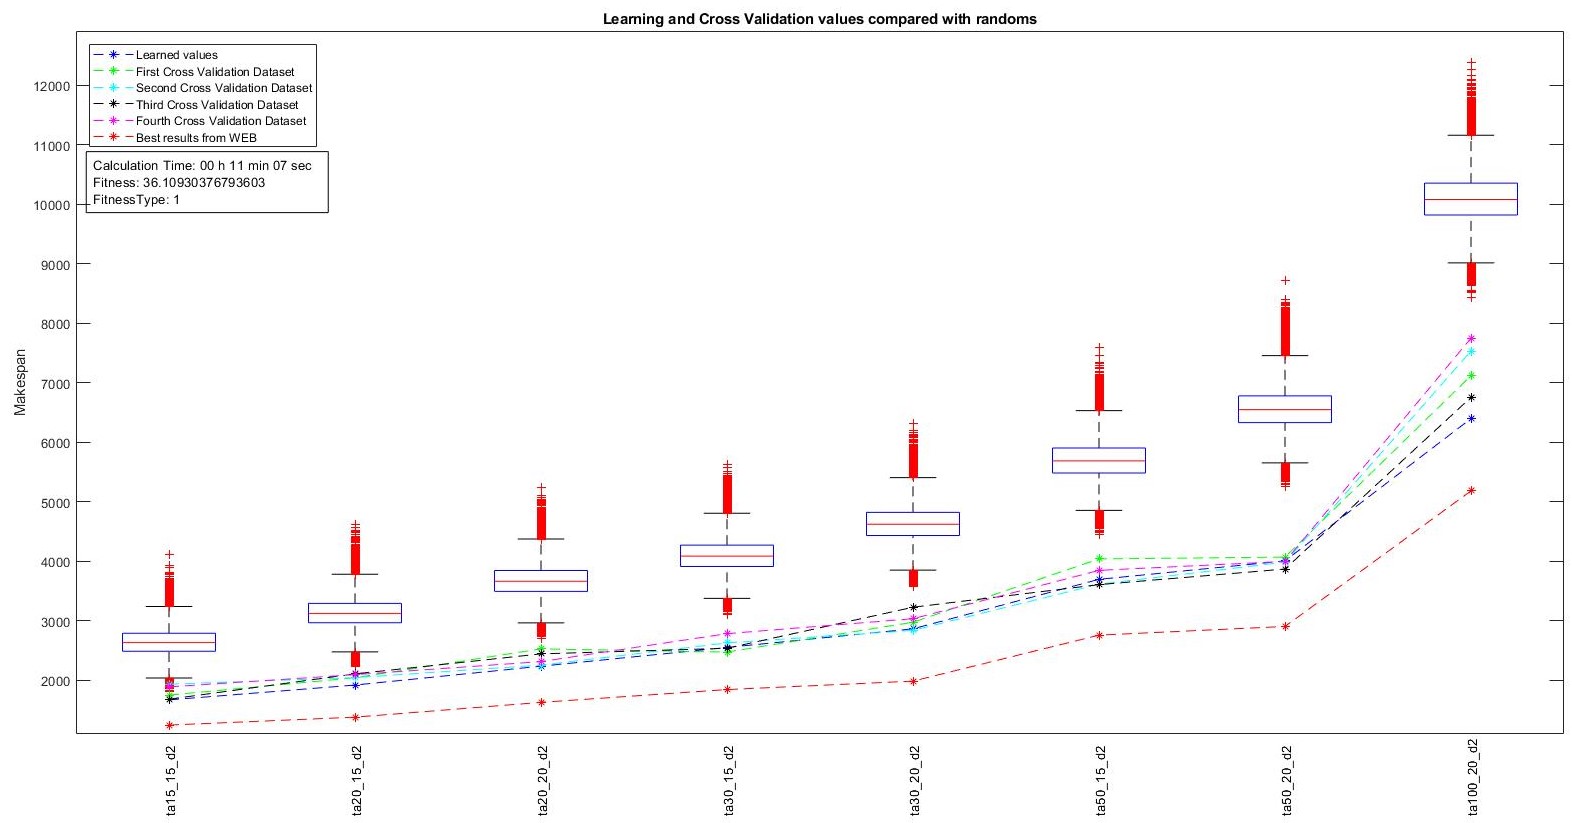 Learning and Cross Validation values compared with randoms
Learned values
First Cross Validation Dataset
Second Cross Validation Dataset
Third Cross Validation Dataset
Fourth Cross Validation Dataset
Best results from WEB
Calculation Time: 00 h 11 min 07 sec
Fitness: 36.10930376793603
FitnessType: 1
Makespan
12000
11000
10000
9000
8000
7000
6000
5000
4000
3000
2000
ta15_15_d2
ta20_15_d2
ta20_20_d2
ta30_15_d2
ta30_20_d2
ta50_15_d2
ta50_20_d2
ta100_20_d2